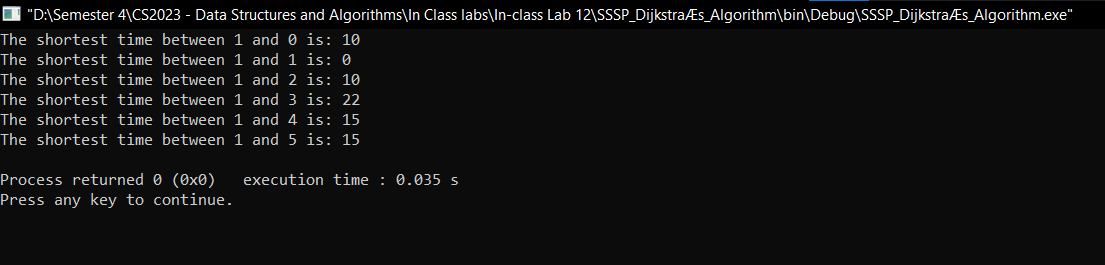 "D:\Semester 4\CS2023 - Data Structures and Algorithms\In Class labs\In-class Lab 12\SSSP_DijkstraÆs_Algorithm\bin\Debug\SSSP_DijkstraÆs_Algorithm.exe"
The shortest time between 1 and 0 is: 10
The shortest time between 1 and 1 is: 0
The shortest time between 1 and 2 is: 10
The shortest time between 1 and 3 is: 22
The shortest time between 1 and 4 is: 15
The shortest time between 1 and 5 is: 15
Process returned 0 (0x0)   execution time : 0.035 s
Press any key to continue.